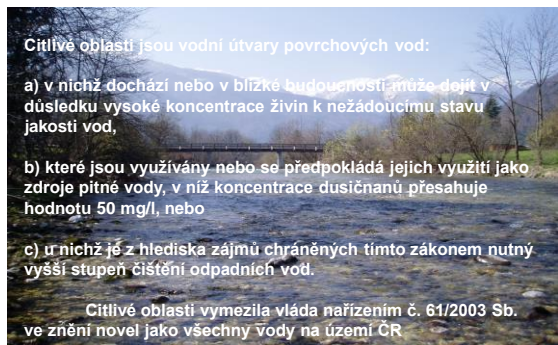 Citlivé oblasti jsou vodní útvary povrchových vod:
a) v nichž dochází nebo v blízké budoucnosti může dojít v
důsledku vysoké koncentrace živin k nežádoucímu stavu
jakosti vod,
b) které jsou využívány nebo se předpokládá jejich využití jako
zdroje pitné vody, v níž koncentrace dusičnanů přesahuje
hodnotu 50 mg/l, nebo
c) u nichž je z hlediska zájmů chráněných tímto zákonem nutný
vyšší stupeň čištění odpadních vod.
Citlivé oblasti vymezila vláda nařízením č. 61/2003 Sb.
ve znění novel jako všechny vody na území ČR